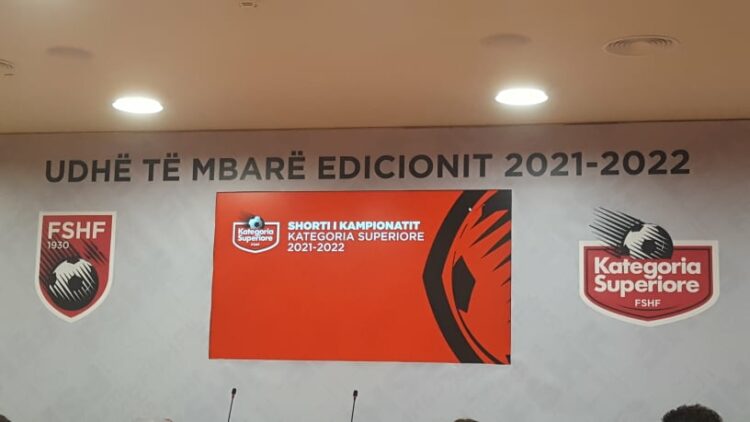 UDHË TË MBARË EDICIONIT 2021-2022
FSHF
1930
Kategoria
Superiore
FSHF
SHORTI I KAMPIONATIT
KATEGORIA SUPERIORE
2021-2022
Kategoria
Superiore
FSHF